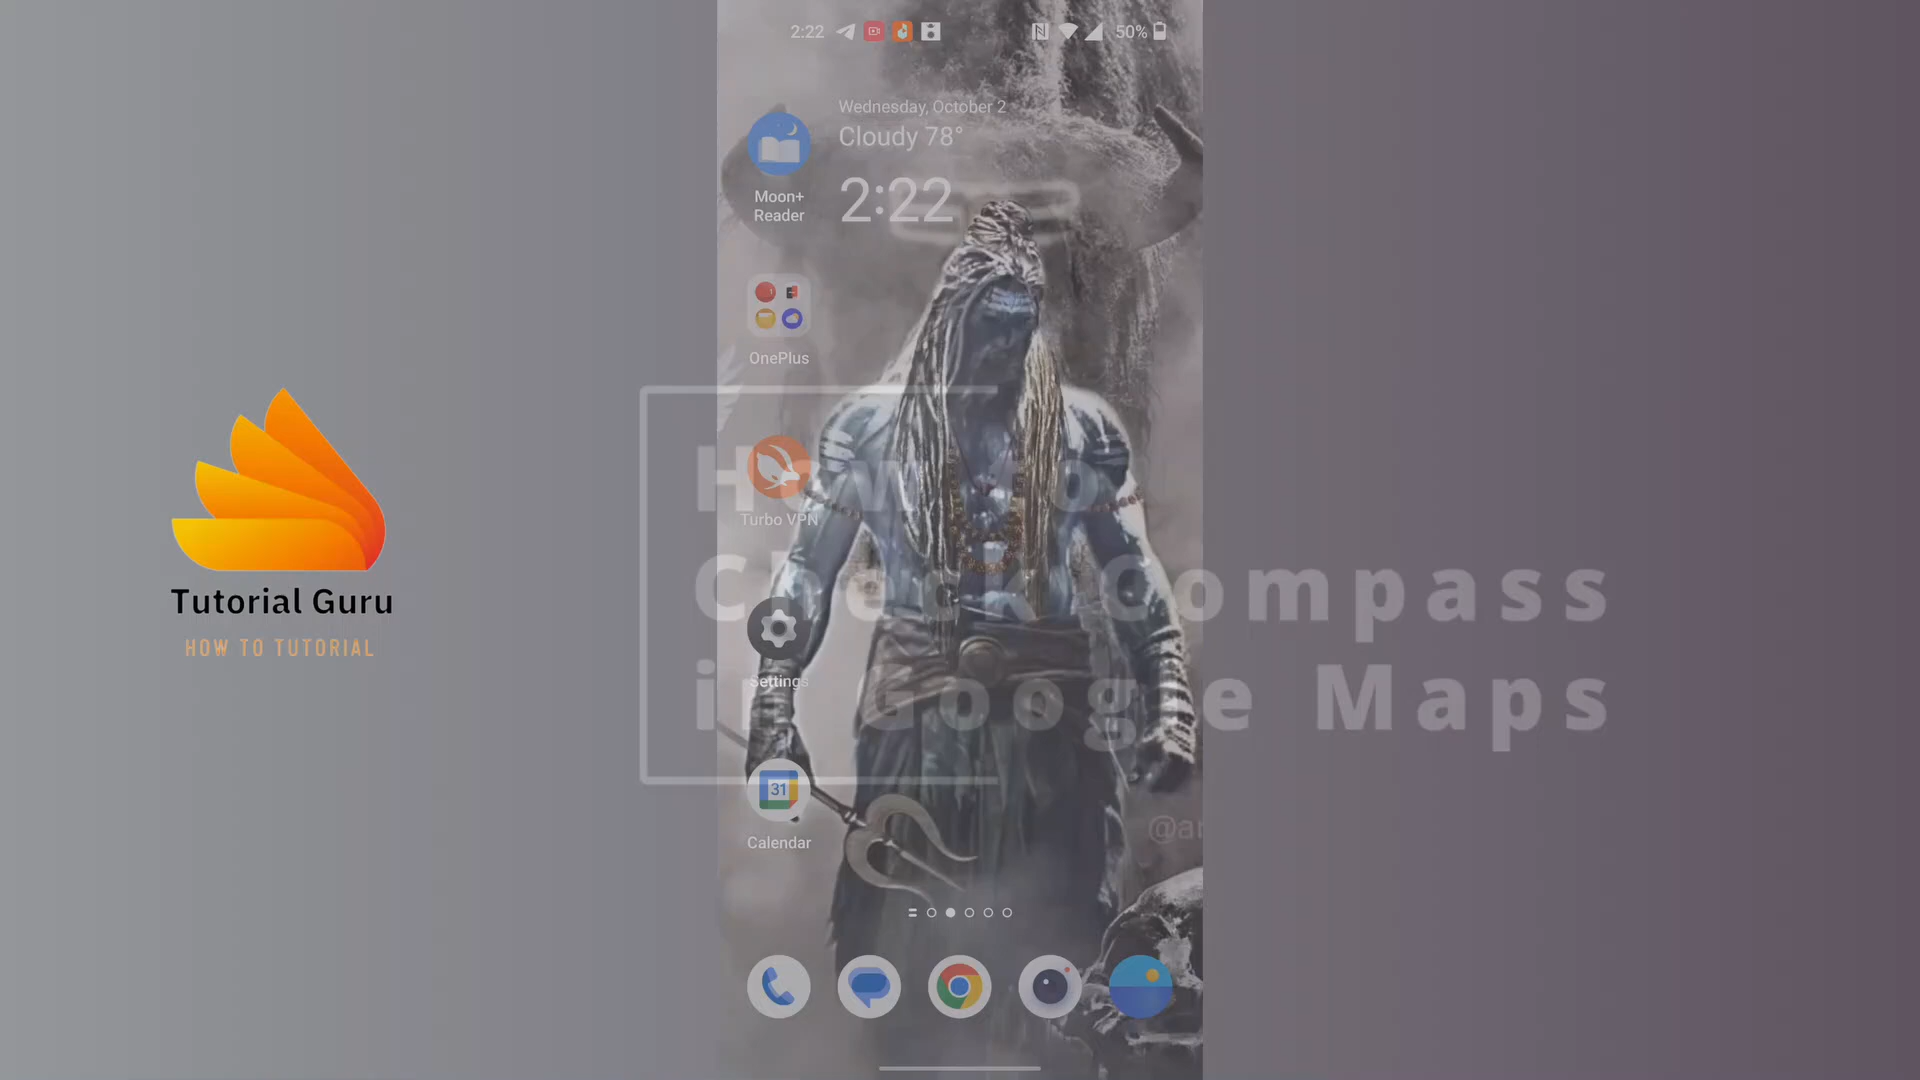 2:22
50%
Wednesday, October 2
Cloudy 78°
2:22
Moon+
Reader
OnePlus
Turbo VPN
Settings
31
Calendar
Tutorial Guru
HOW TO TUTORIAL
How to
Check Compass
in Google Maps